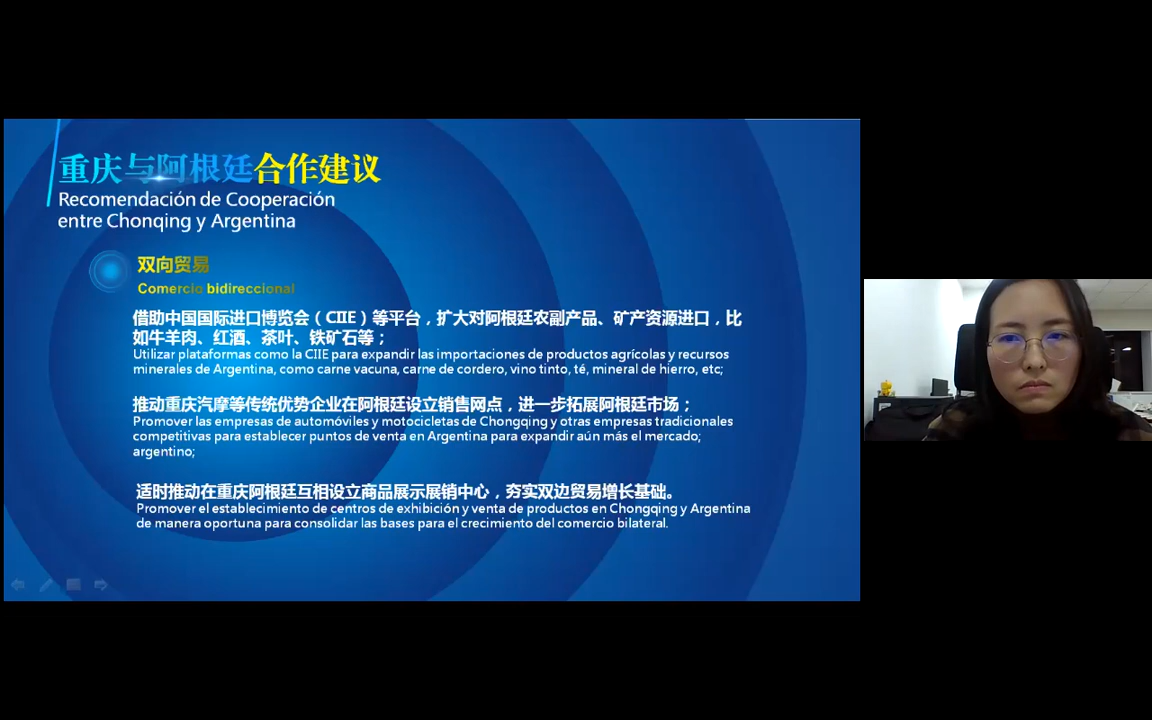 重庆与阿根廷合作建议
Recomendación de Cooperación
entre Chonqing y Argentina
双向贸易
Comercio bidireccional
借助中国国际进口博览会（CIIE）等平台，扩大对阿根廷农副产品、矿产资源进口，比
如牛羊肉、红酒、茶叶、铁矿石等；
Utilizar plataformas como la CIIE para expandir las importaciones de productos agrícolas y recursos
minerales de Argentina, como carne vacuna, carne de cordero, vino tinto, té, mineral de hierro, etc;
推动重庆汽摩等传统优势企业在阿根廷设立销售网点，进一步拓展阿根廷市场；
Promover las empresas de automóviles y motocicletas de Chongqing y otras empresas tradicionales
competitivas para establecer puntos de venta en Argentina para expandir aún más el mercado;
argentino;
适时推动在重庆阿根廷互相设立商品展示展销中心，夯实双边贸易增长基础。
Promover el establecimiento de centros de exhibición y venta de productos en Chongqing y Argentina
de manera oportuna para consolidar las bases para el crecimiento del comercio bilateral.